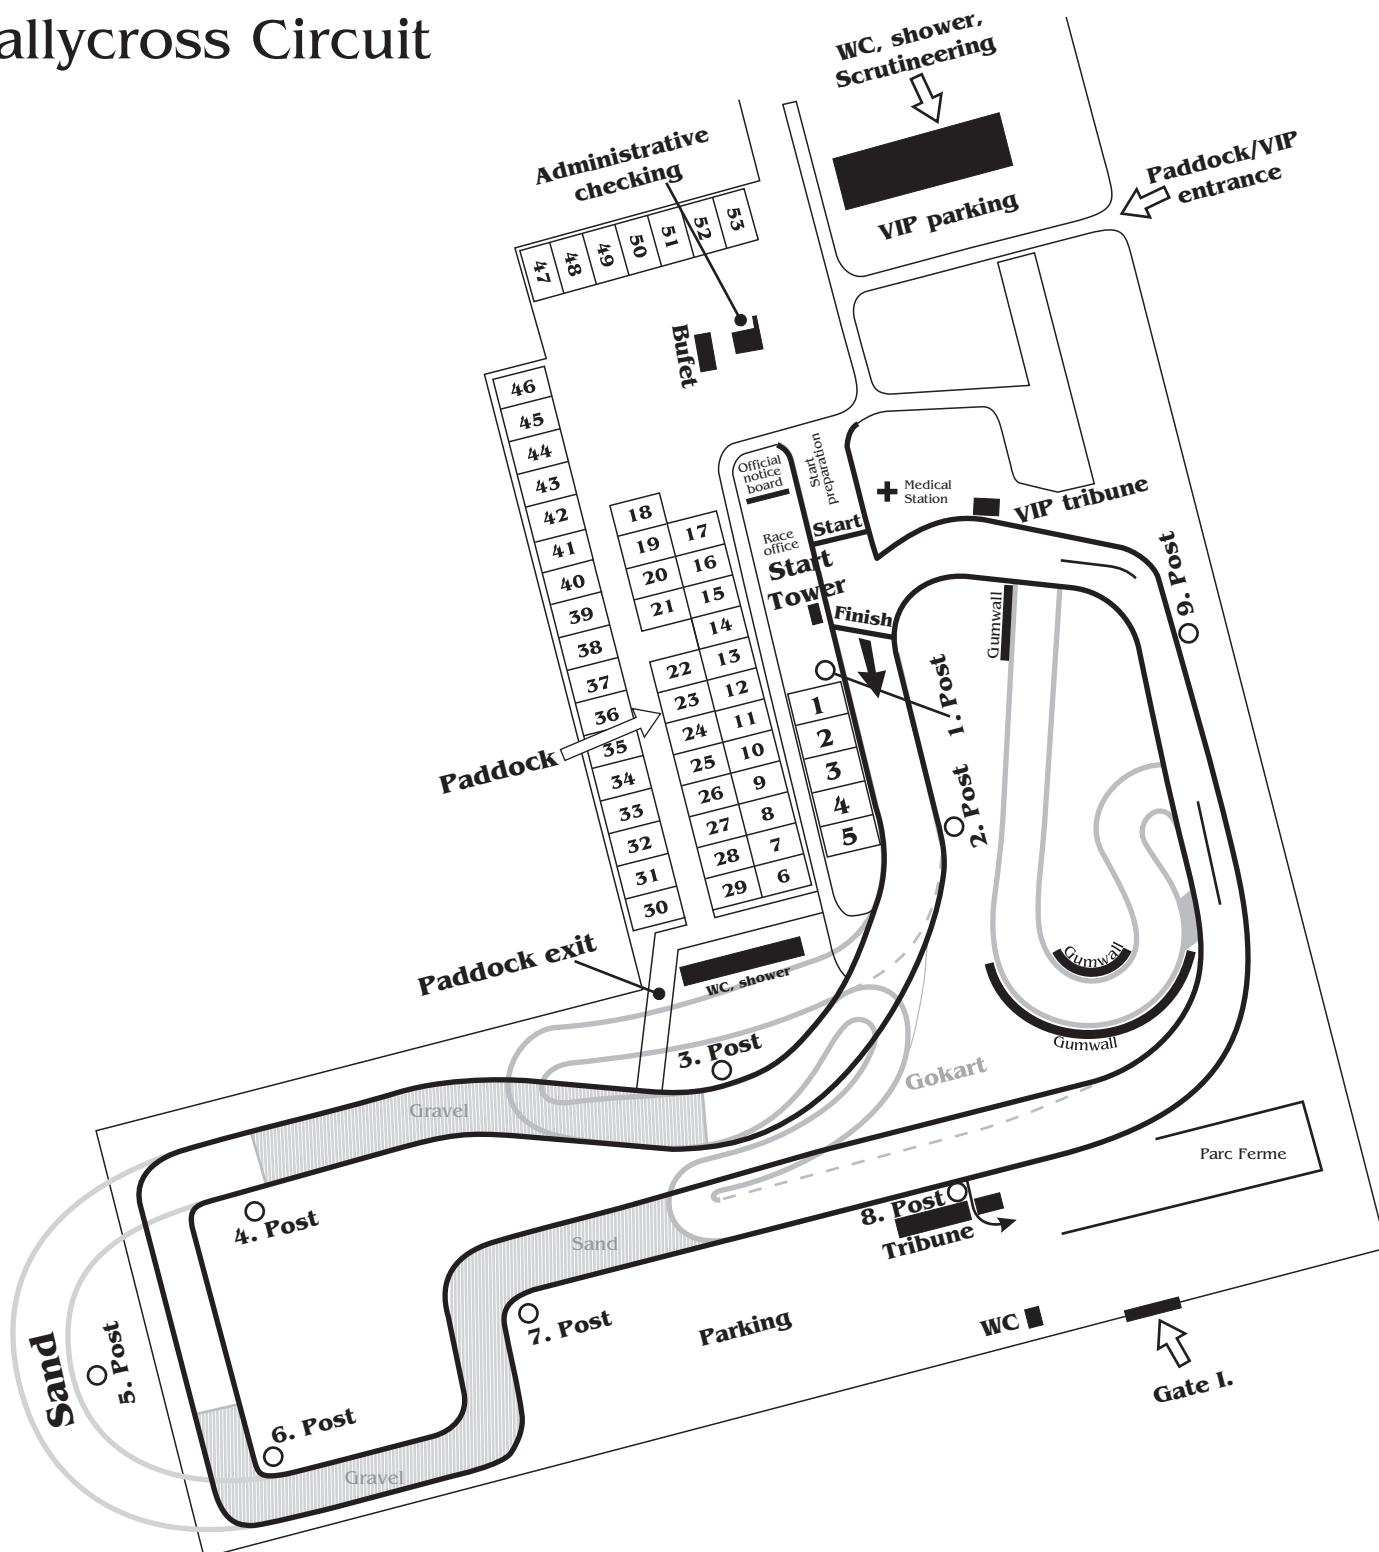 allycross Circuit
WC, shower,
Scrutineering
Administrative
checking
Paddock/VIP
entrance
VIP parking
47
48
49
50
51
52
53
Bufet
46
45
44
43
42
41
40
39
38
37
36
35
34
33
32
31
30
18
19
20
21
17
16
15
14
13
12
11
10
9
8
7
6
22
23
24
25
26
27
28
29
Official
notice
board
Start
preparation
Medical
Station
VIP tribune
Race
office
Start
Start
Tower
Finish
Gumwall
9. Post
1. Post
2. Post
1
2
3
4
5
Paddock
Paddock exit
WC, shower
Gumwall
Gumwall
3. Post
Gokart
Gravel
Parc Ferme
4. Post
8. Post
Tribune
Sand
7. Post
Parking
WC
Gate I.
5. Post
Sand
6. Post
Gravel